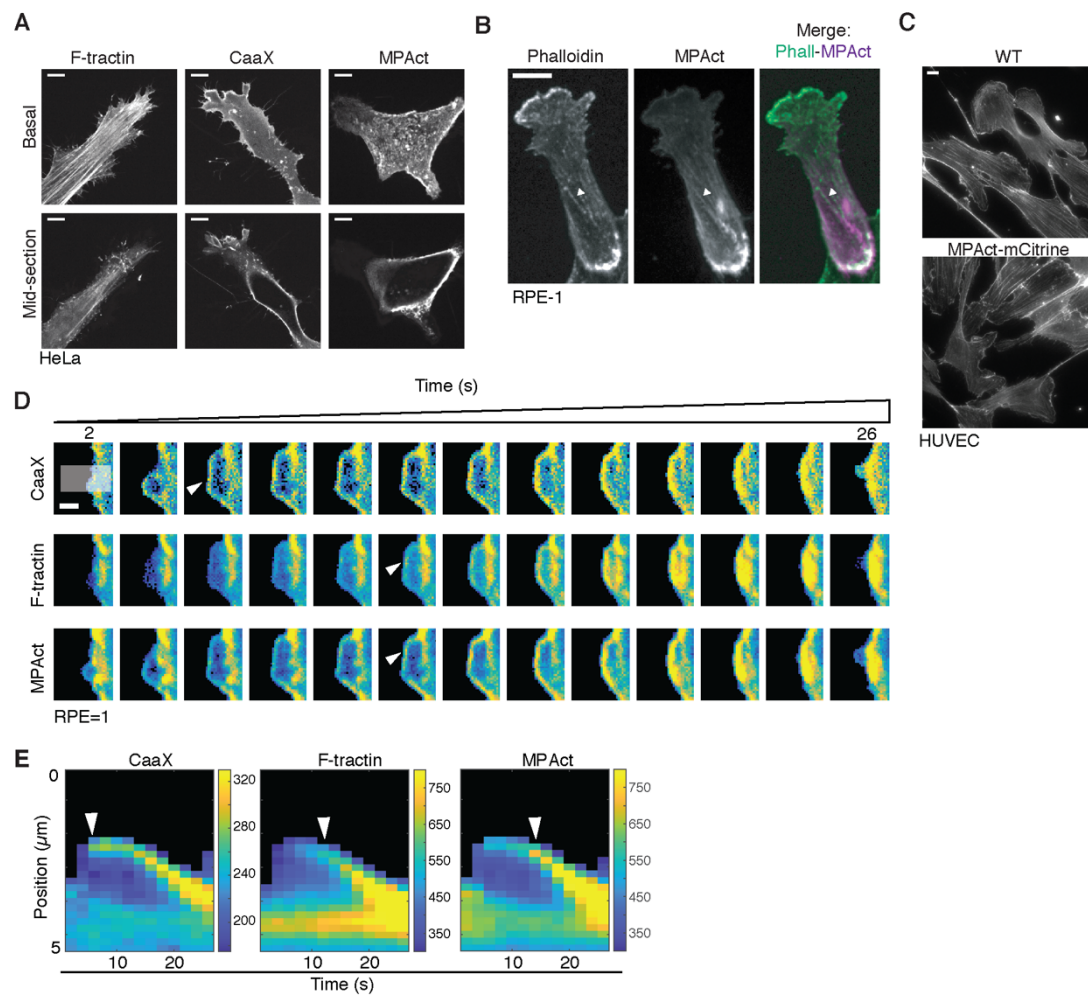 A
F-tractin
CaaX
MPAct
Basal
Mid-section
HeLa
B
Phalloidin
MPAct
Merge:
Phall-MPAct
RPE-1
C
WT
MPAct-mCitrine
HUVEC
D
Time (s)
2
26
CaaX
F-tractin
MPAct
RPE=1
E
CaaX
F-tractin
MPAct
Position (µm)
0
5
320
280
240
200
750
650
550
450
350
750
650
550
450
350
10
20
10
20
10
20
Time (s)